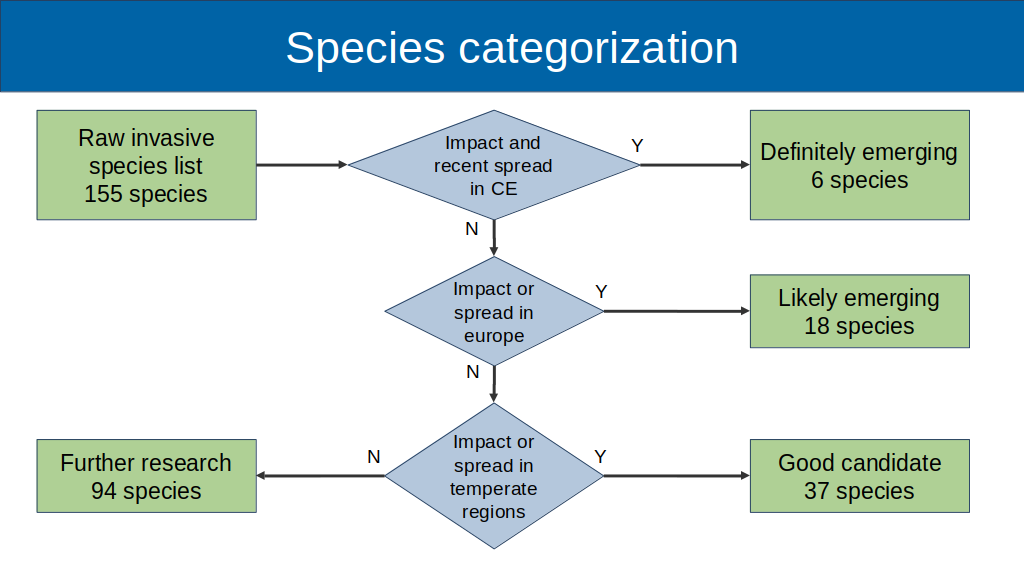 Species categorization
Raw invasive
species list
155 species
Impact and
recent spread
in CE
Y
Definitely emerging
6 species
N
Impact or
spread in
europe
Y
Likely emerging
18 species
N
Impact or
spread in
temperate
regions
N
Further research
94 species
Y
Good candidate
37 species